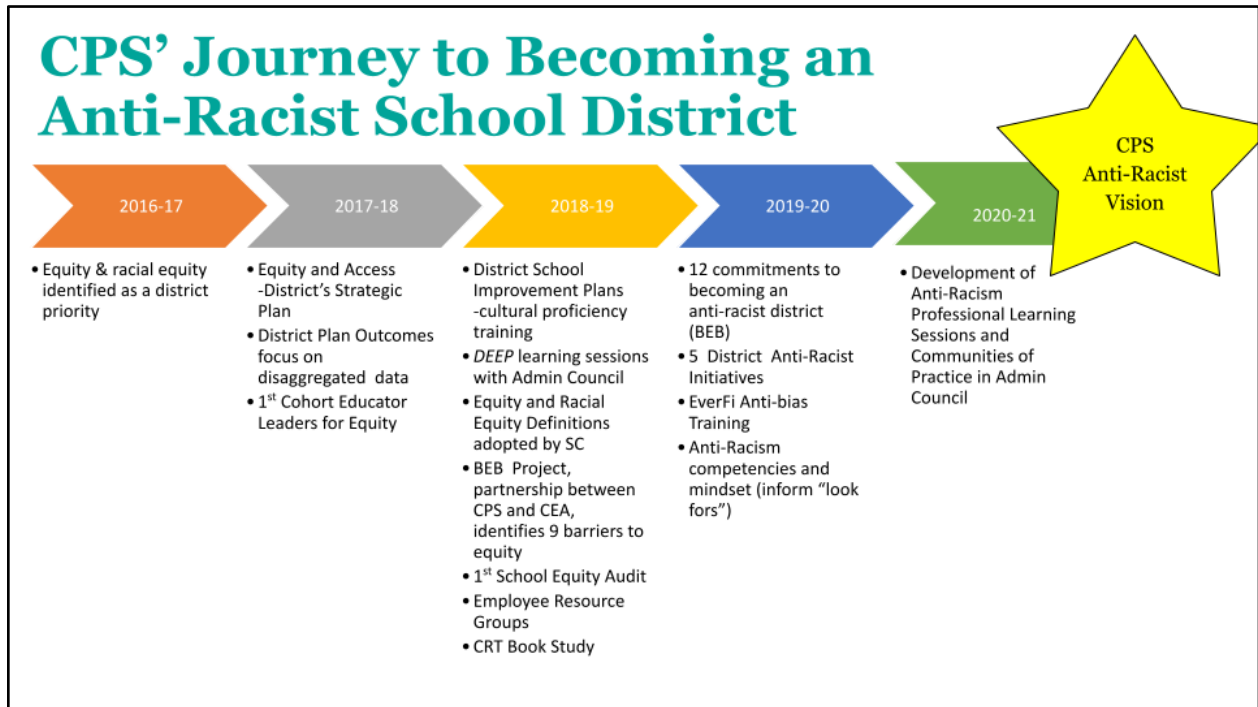 CPS’ Journey to Becoming an
Anti-Racist School District
CPS
Anti-Racist
Vision
2016-17
2017-18
2018-19
2019-20
2020-21
• Equity & racial equity
identified as a district
priority
• Equity and Access
-District’s Strategic
Plan
• District Plan Outcomes
focus on
disaggregated data
• 1st Cohort Educator
Leaders for Equity
• District School
Improvement Plans
-cultural proficiency
training
• DEEP learning sessions
with Admin Council
• Equity and Racial
Equity Definitions
adopted by SC
• BEB Project,
partnership between
CPS and CEA,
identifies 9 barriers to
equity
• 1st School Equity Audit
• Employee Resource
Groups
• CRT Book Study
• 12 commitments to
becoming an
anti-racist district
(BEB)
• 5 District Anti-Racist
Initiatives
• EverFi Anti-bias
Training
• Anti-Racism
competencies and
mindset (inform “look
fors”)
• Development of
Anti-Racism
Professional Learning
Sessions and
Communities of
Practice in Admin
Council